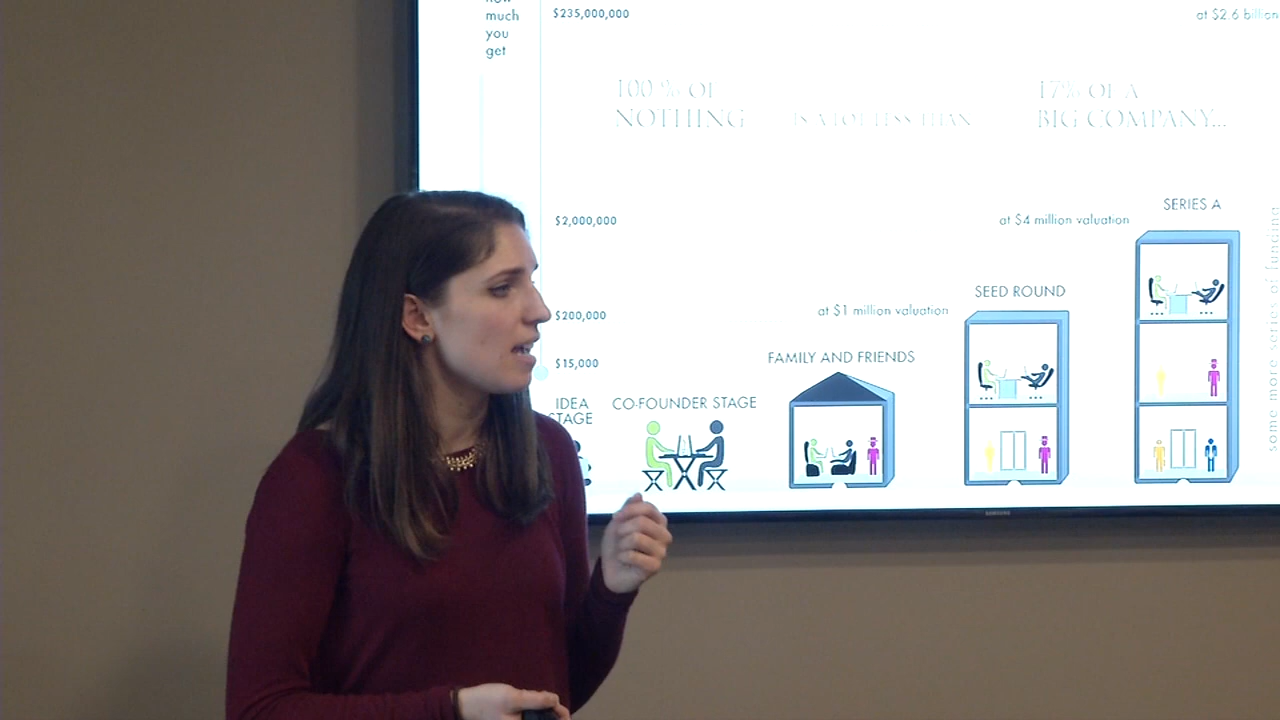 how
much
you
get
$235,000,000
at $2.6 billion
100 % OF
NOTHING
IS A LOT LESS THAN
17% OF A
BIG COMPANY...
$2,000,000
at $4 million valuation
SERIES A
SEED ROUND
$200,000
at $1 million valuation
$15,000
FAMILY AND FRIENDS
IDEA
STAGE
CO-FOUNDER STAGE
some more series of funding
SAMSUNG